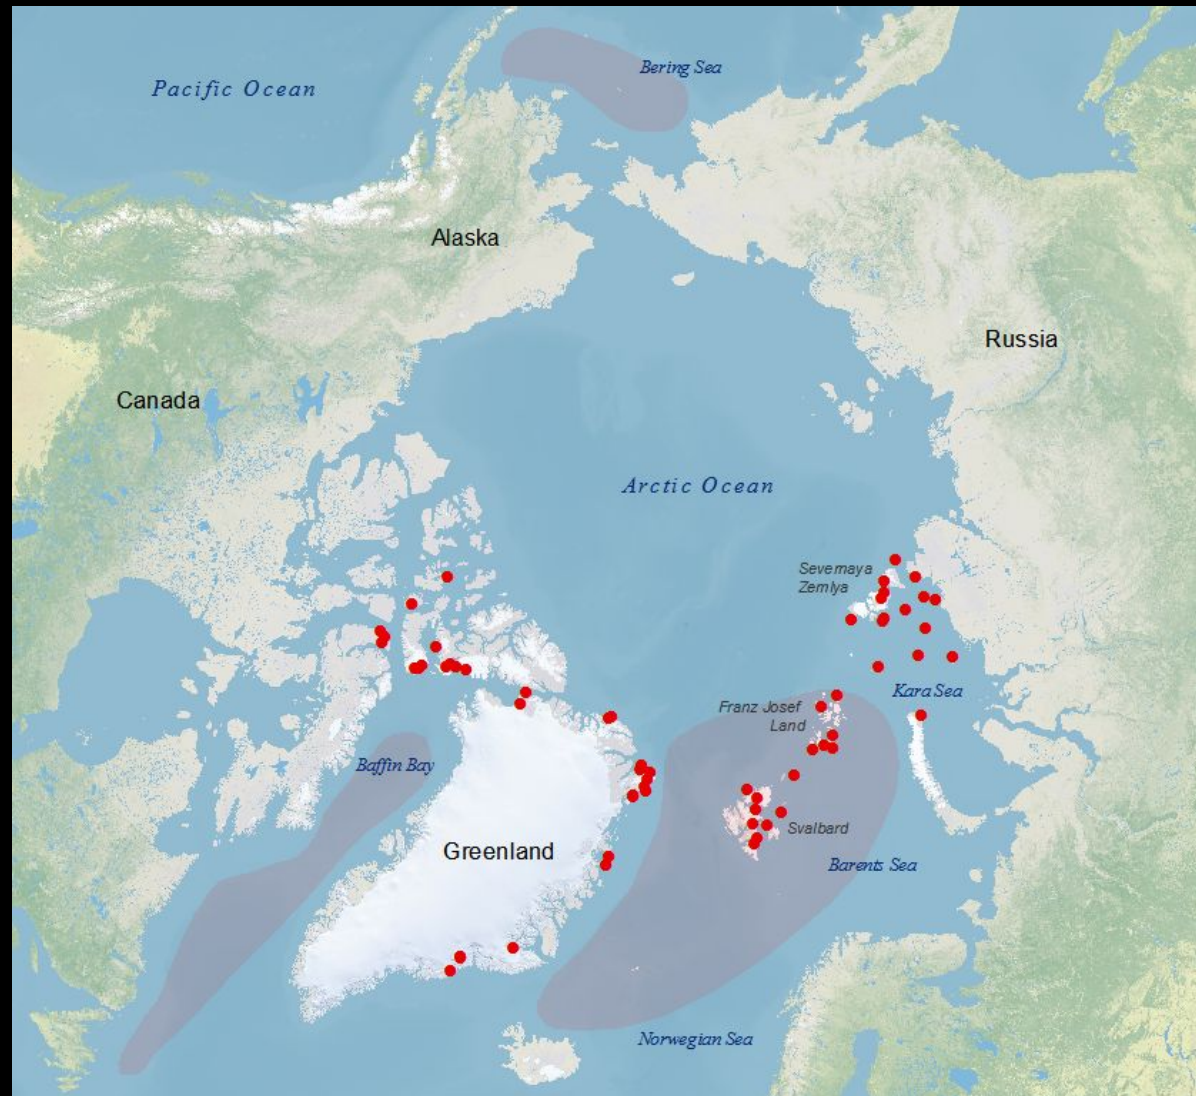 Bering Sea
Pacific Ocean
Alaska
Russia
Canada
Arctic Ocean
Severnaya
Zemlya
Kara Sea
Franz Josef
Land
Baffin Bay
Svalbard
Greenland
Barents Sea
Norwegian Sea